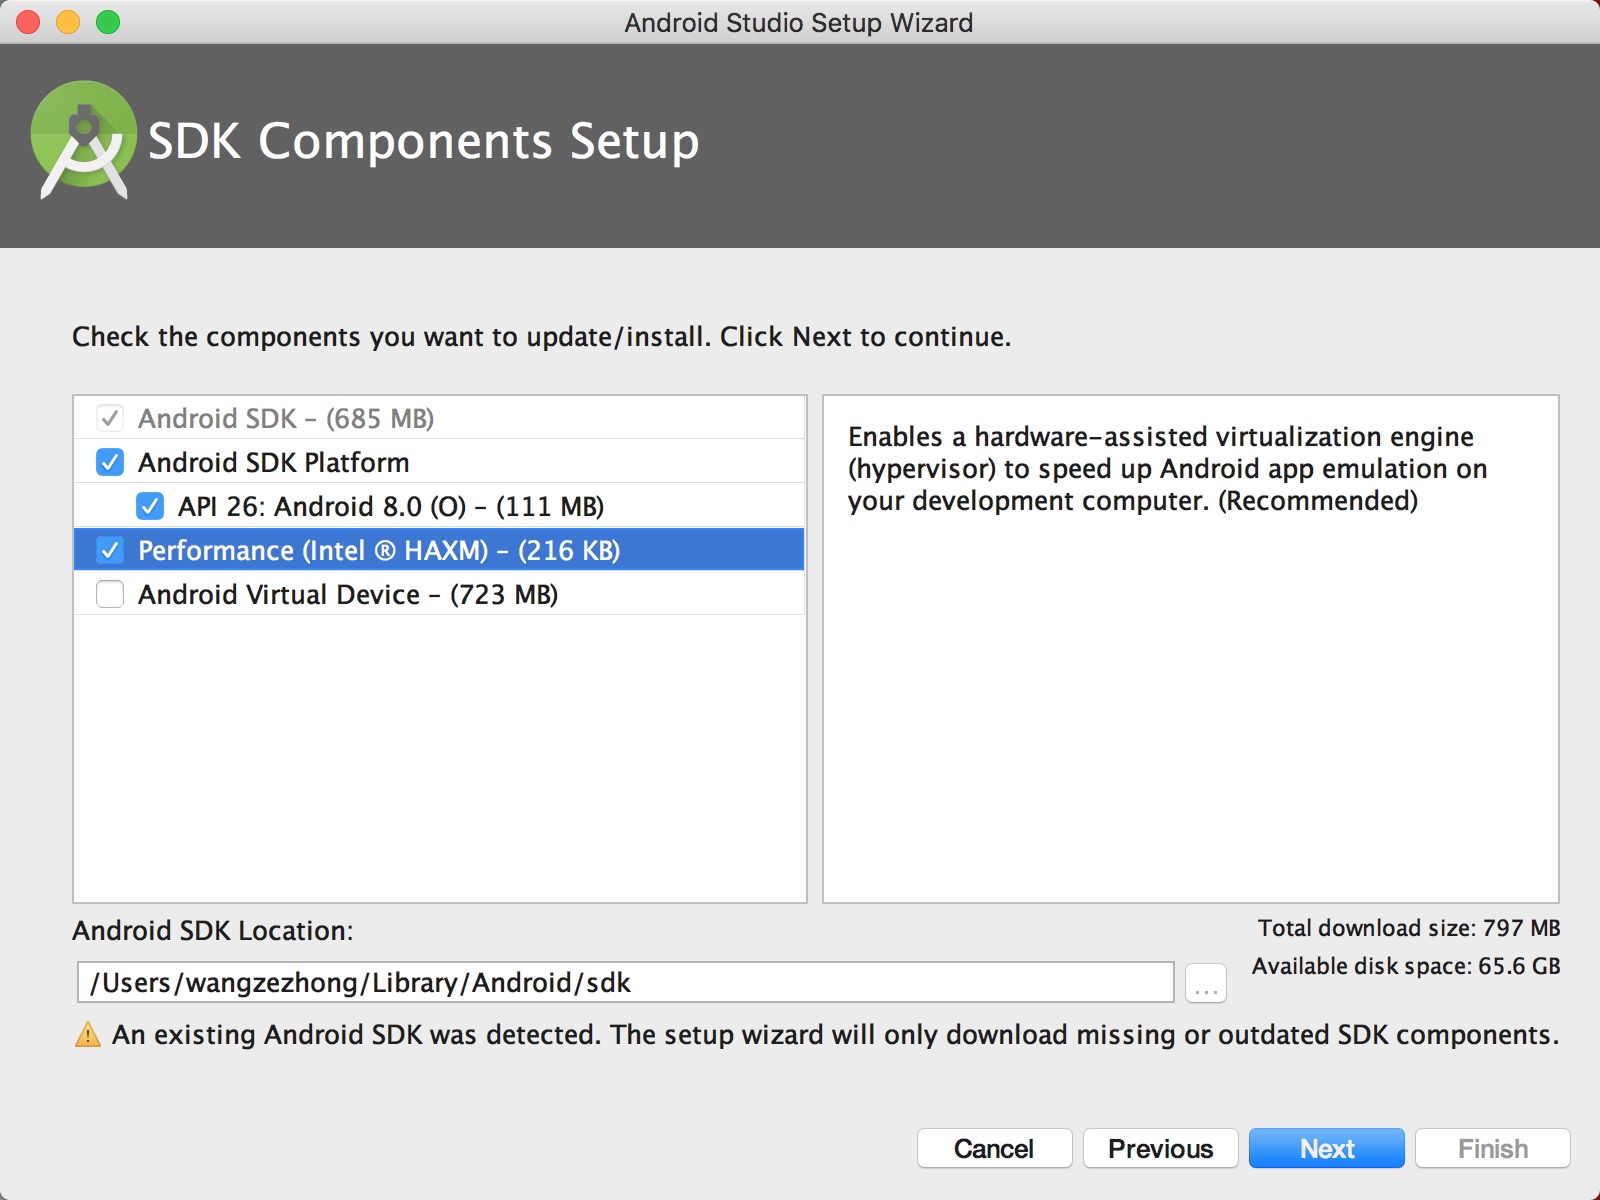 Android Studio Setup Wizard
SDK Components Setup
Check the components you want to update/install. Click Next to continue.
Android SDK – (685 MB)
Android SDK Platform
API 26: Android 8.0 (O) – (111 MB)
Performance (Intel ® HAXM) – (216 KB)
Android Virtual Device – (723 MB)
Enables a hardware–assisted virtualization engine
(hypervisor) to speed up Android app emulation on
your development computer. (Recommended)
Android SDK Location:
Total download size: 797 MB
Available disk space: 65.6 GB
/Users/wangzezhong/Library/Android/sdk
...
An existing Android SDK was detected. The setup wizard will only download missing or outdated SDK components.
Cancel
Previous
Next
Finish